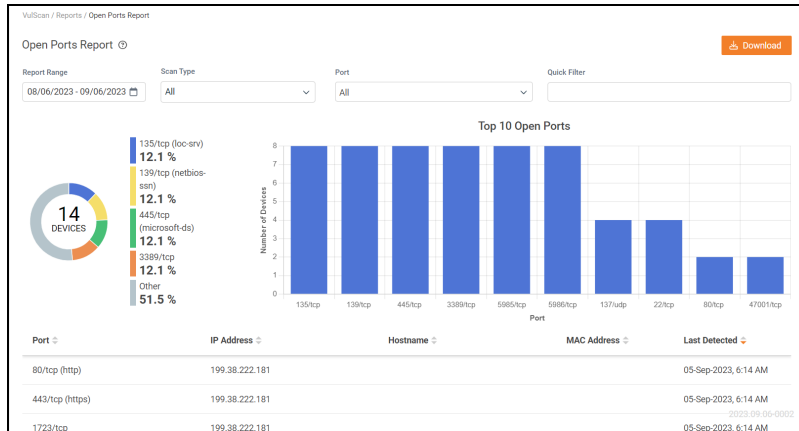 VulScan / Reports / Open Ports Report
Open Ports Report
Download
Report Range
Scan Type
Port
Quick Filter
08/06/2023 - 09/06/2023
All
All
Top 10 Open Ports
14
DEVICES
135/tcp (loc-srv)
12.1 %
139/tcp (netbios-
ssn)
12.1 %
445/tcp
(microsoft-ds)
12.1 %
3389/tcp
12.1 %
Other
51.5 %
Number of Devices
8
7
6
5
4
3
2
1
0
135/tcp 139/tcp 445/tcp 3389/tcp 5985/tcp 5986/tcp 137/udp 22/tcp 80/tcp 47001/tcp
Port
Port IP Address Hostname MAC Address Last Detected
80/tcp (http) 199.38.222.181 05-Sep-2023, 6:14 AM
443/tcp (https) 199.38.222.181 05-Sep-2023, 6:14 AM
2023.09.06-0002
1723/tcp 199.38.222.181 05-Sep-2023, 6:14 AM